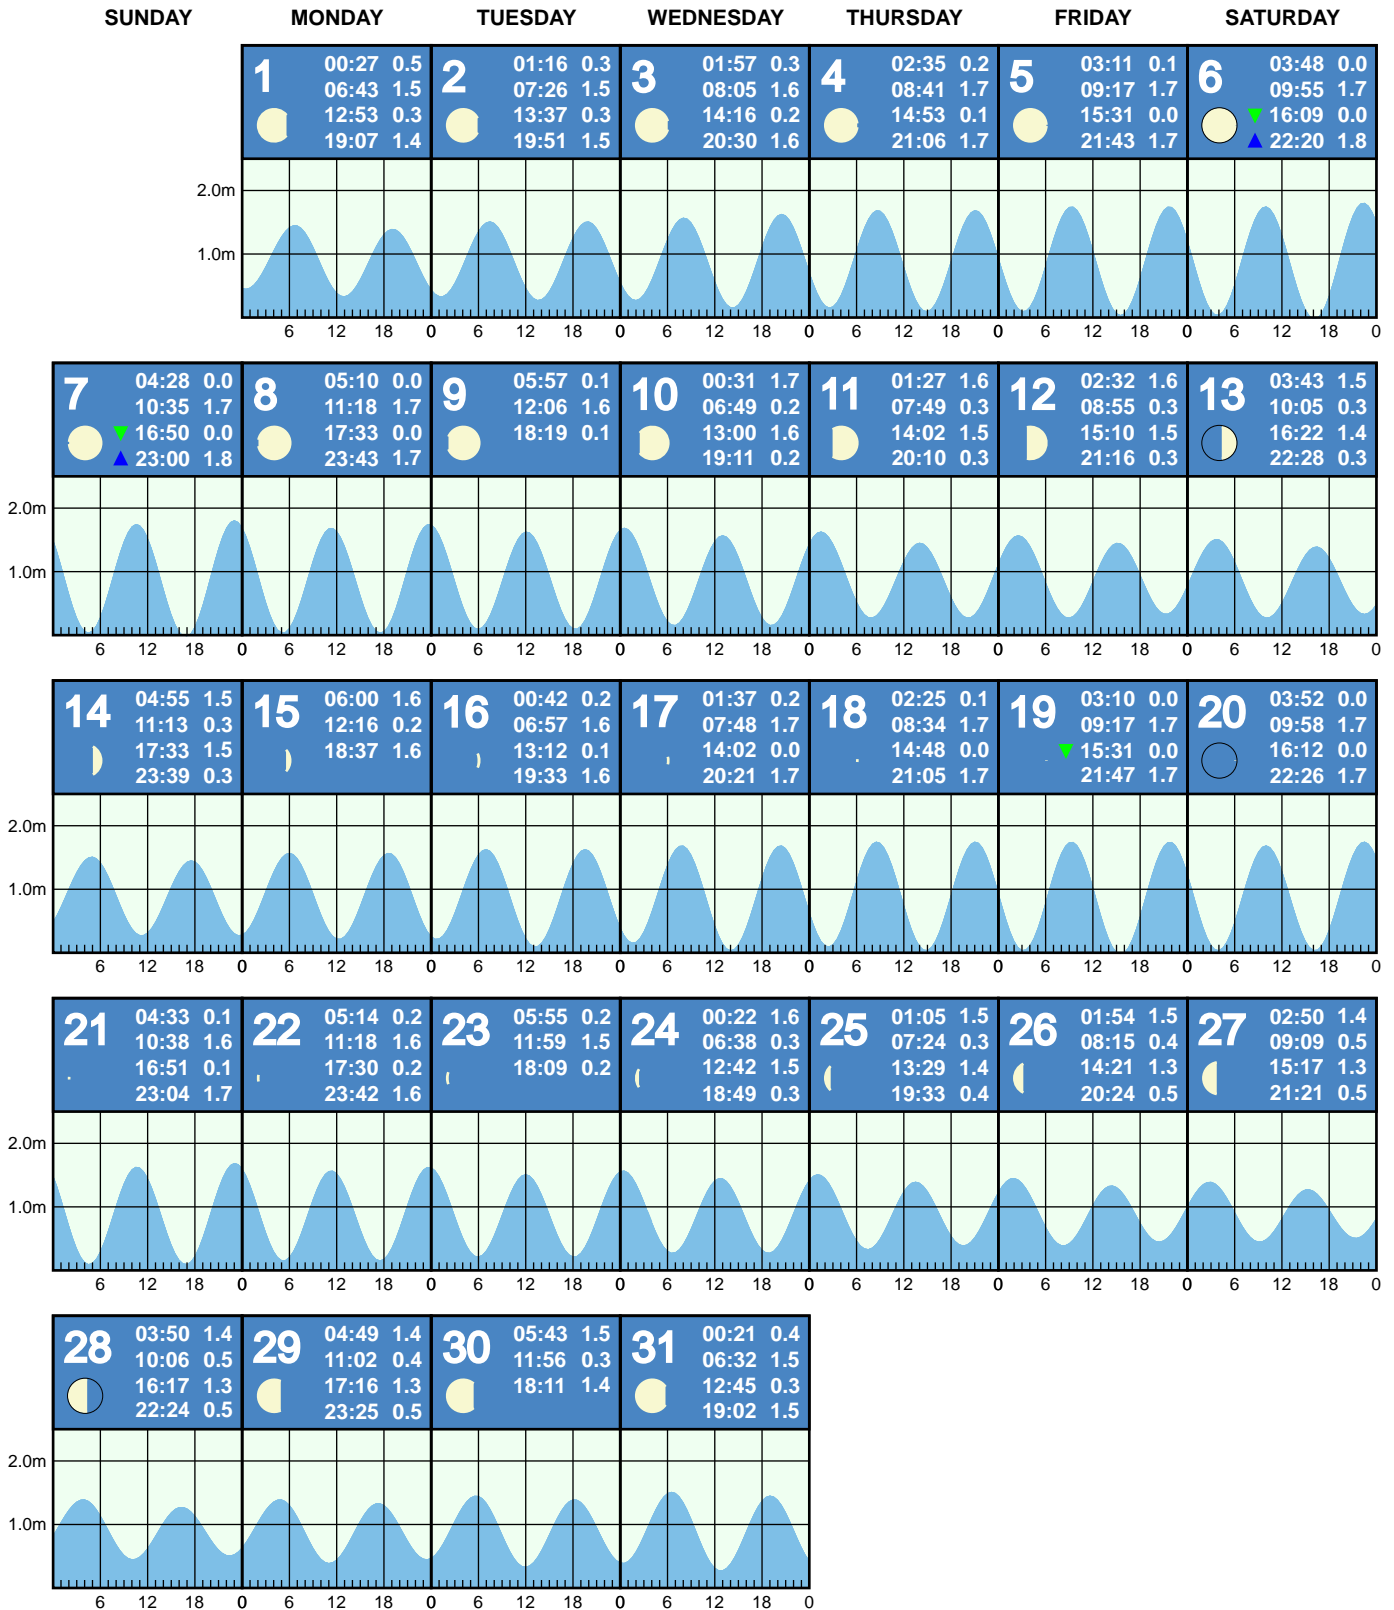 SUNDAY MONDAY TUESDAY WEDNESDAY THURSDAY FRIDAY SATURDAY
1 00:27 0.5 06:43 1.5 12:53 0.3 19:07 1.4
2 01:16 0.3 07:26 1.5 13:37 0.3 19:51 1.5
3 01:57 0.3 08:05 1.6 14:16 0.2 20:30 1.6
4 02:35 0.2 08:41 1.7 14:53 0.1 21:06 1.7
5 03:11 0.1 09:17 1.7 15:31 0.0 21:43 1.7
6 03:48 0.0 09:55 1.7 16:09 0.0 22:20 1.8
2.0m
1.0m
6 12 18 0 6 12 18 0 6 12 18 0 6 12 18 0 6 12 18 0 6 12 18 0
7 04:28 0.0 10:35 1.7 16:50 0.0 23:00 1.8
8 05:10 0.0 11:18 1.7 17:33 0.0 23:43 1.7
9 05:57 0.1 12:06 1.6 18:19 0.1
10 00:31 1.7 06:49 0.2 13:00 1.6 19:11 0.2
11 01:27 1.6 07:49 0.3 14:02 1.5 20:10 0.3
12 02:32 1.6 08:55 0.3 15:10 1.5 21:16 0.3
13 03:43 1.5 10:05 0.3 16:22 1.4 22:28 0.3
2.0m
1.0m
6 12 18 0 6 12 18 0 6 12 18 0 6 12 18 0 6 12 18 0 6 12 18 0 6 12 18 0
14 04:55 1.5 11:13 0.3 17:33 1.5 23:39 0.3
15 06:00 1.6 12:16 0.2 18:37 1.6
16 00:42 0.2 06:57 1.6 13:12 0.1 19:33 1.6
17 01:37 0.2 07:48 1.7 14:02 0.0 20:21 1.7
18 02:25 0.1 08:34 1.7 14:48 0.0 21:05 1.7
19 03:10 0.0 09:17 1.7 15:31 0.0 21:47 1.7
20 03:52 0.0 09:58 1.7 16:12 0.0 22:26 1.7
2.0m
1.0m
6 12 18 0 6 12 18 0 6 12 18 0 6 12 18 0 6 12 18 0 6 12 18 0 6 12 18 0
21 04:33 0.1 10:38 1.6 16:51 0.1 23:04 1.7
22 05:14 0.2 11:18 1.6 17:30 0.2 23:42 1.6
23 05:55 0.2 11:59 1.5 18:09 0.2
24 00:22 1.6 06:38 0.3 12:42 1.5 18:49 0.3
25 01:05 1.5 07:24 0.3 13:29 1.4 19:33 0.4
26 01:54 1.5 08:15 0.4 14:21 1.3 20:24 0.5
27 02:50 1.4 09:09 0.5 15:17 1.3 21:21 0.5
2.0m
1.0m
6 12 18 0 6 12 18 0 6 12 18 0 6 12 18 0 6 12 18 0 6 12 18 0 6 12 18 0
28 03:50 1.4 10:06 0.5 16:17 1.3 22:24 0.5
29 04:49 1.4 11:02 0.4 17:16 1.3 23:25 0.5
30 05:43 1.5 11:56 0.3 18:11 1.4
31 00:21 0.4 06:32 1.5 12:45 0.3 19:02 1.5
2.0m
1.0m
6 12 18 0 6 12 18 0 6 12 18 0 6 12 18 0